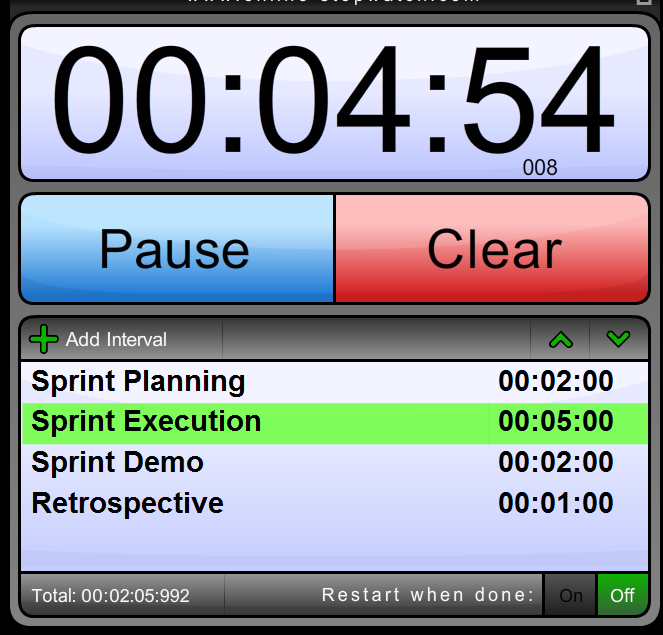 00:04:54
008
Pause Clear
Add Interval
Sprint Planning 00:02:00
Sprint Execution 00:05:00
Sprint Demo 00:02:00
Retrospective 00:01:00
Total: 00:02:05:992 Restart when done: On Off